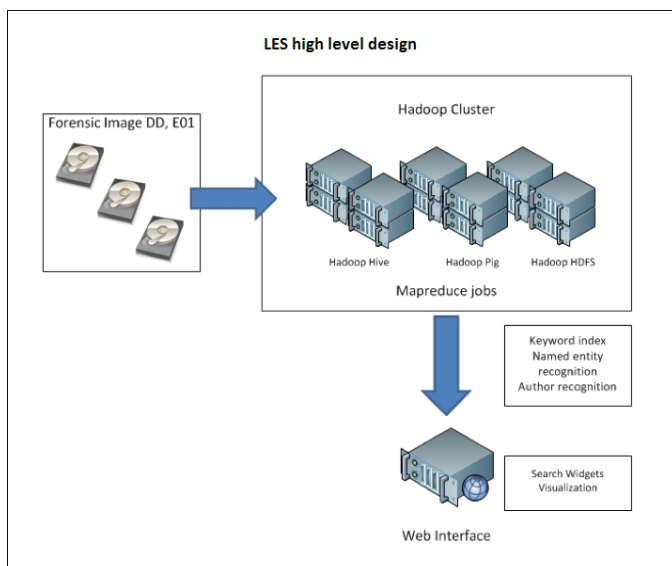 LES high level design
Forensic Image DD, E01
Hadoop Cluster
Hadoop Hive
Hadoop Pig
Hadoop HDFS
Mapreduce jobs
Keyword index
Named entity
recognition
Author recognition
Search Widgets
Visualization
Web Interface